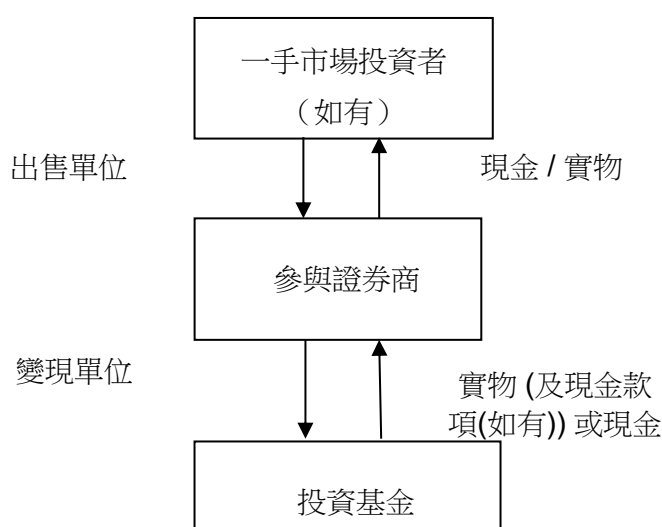 一手市場投資者
（如有）
出售單位
現金 / 實物
參與證券商
變現單位
實物 (及現金款
項(如有)) 或現金
投資基金